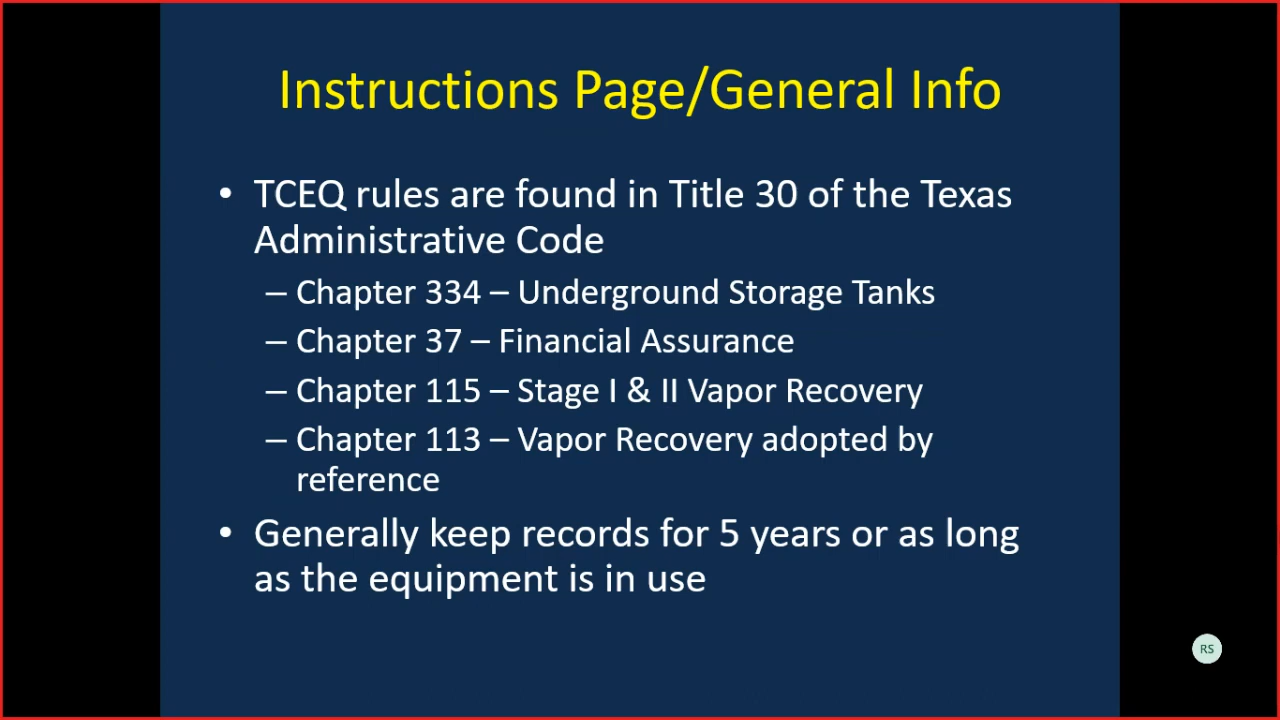 Instructions Page/General Info
• TCEQ rules are found in Title 30 of the Texas
Administrative Code
– Chapter 334 – Underground Storage Tanks
– Chapter 37 – Financial Assurance
– Chapter 115 – Stage I & II Vapor Recovery
– Chapter 113 – Vapor Recovery adopted by
reference
• Generally keep records for 5 years or as long
as the equipment is in use
RS